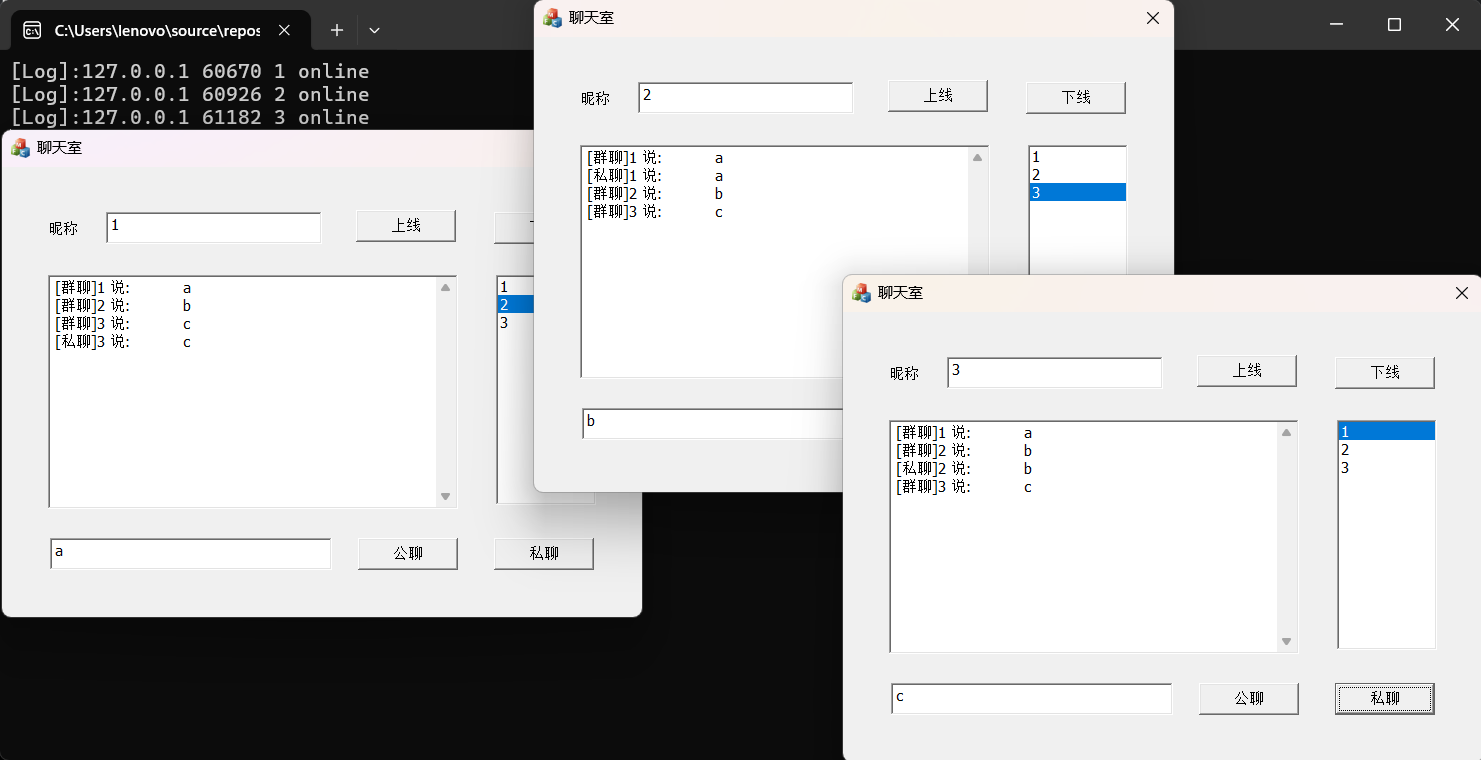 C:\Users\lenovo\source\repos
[Log]:127.0.0.1 60670 1 online
[Log]:127.0.0.1 60926 2 online
[Log]:127.0.0.1 61182 3 online
聊天室
昵称 1 上线
[群聊]1 说: a
[群聊]2 说: b
[群聊]3 说: c
[私聊]3 说: c
1
2
3
a 公聊 私聊
聊天室
昵称 2 上线 下线
[群聊]1 说: a
[私聊]1 说: a
[群聊]2 说: b
[群聊]3 说: c
1
2
3
b
聊天室
昵称 3 上线 下线
[群聊]1 说: a
[群聊]2 说: b
[私聊]2 说: b
[群聊]3 说: c
1
2
3
c 公聊 私聊